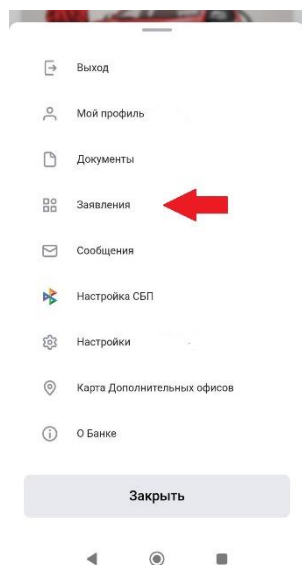 Выход
Мой профиль
Документы
Заявления
Сообщения
Настройка СБП
Настройки
Карта Дополнительных офисов
О Банке
Закрыть